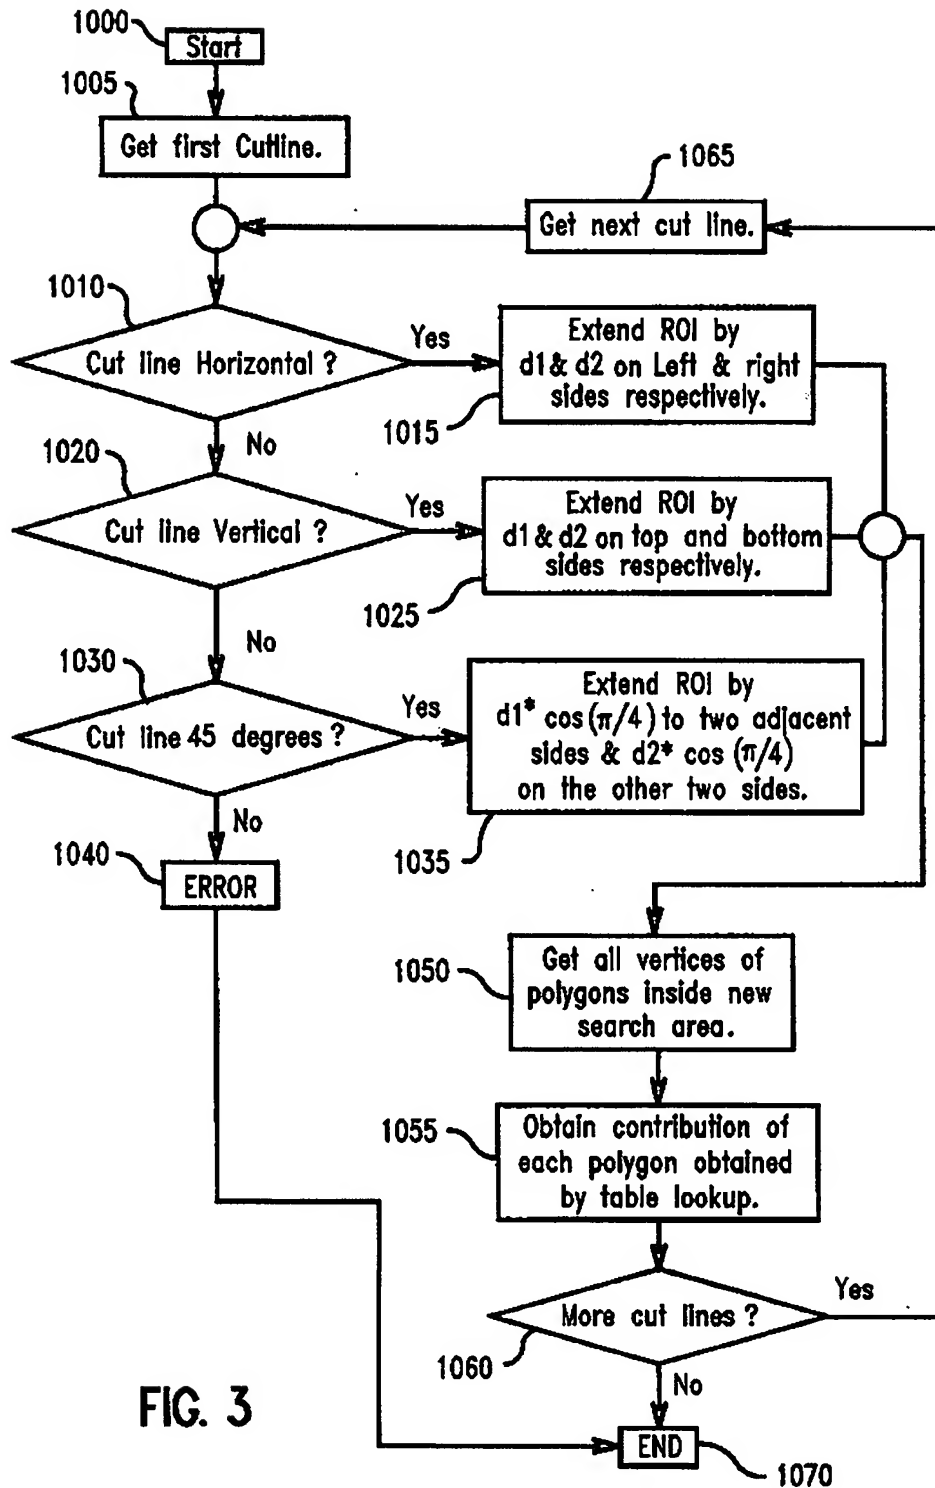 1000
Start
1005
Get first Cutline.
1065
Get next cut line.
1010
Cut line Horizontal ?
Yes
Extend ROI by
d1 & d2 on Left & right
sides respectively.
1015
No
1020
Cut line Vertical ?
Yes
Extend ROI by
d1 & d2 on top and bottom
sides respectively.
1025
No
1030
Cut line 45 degrees ?
Yes
Extend ROI by
d1* cos(π/4) to two adjacent
sides & d2* cos (π/4)
on the other two sides.
1035
No
1040
ERROR
1050
Get all vertices of
polygons inside new
search area.
1055
Obtain contribution of
each polygon obtained
by table lookup.
More cut lines ?
Yes
1060
No
END
1070
FIG. 3